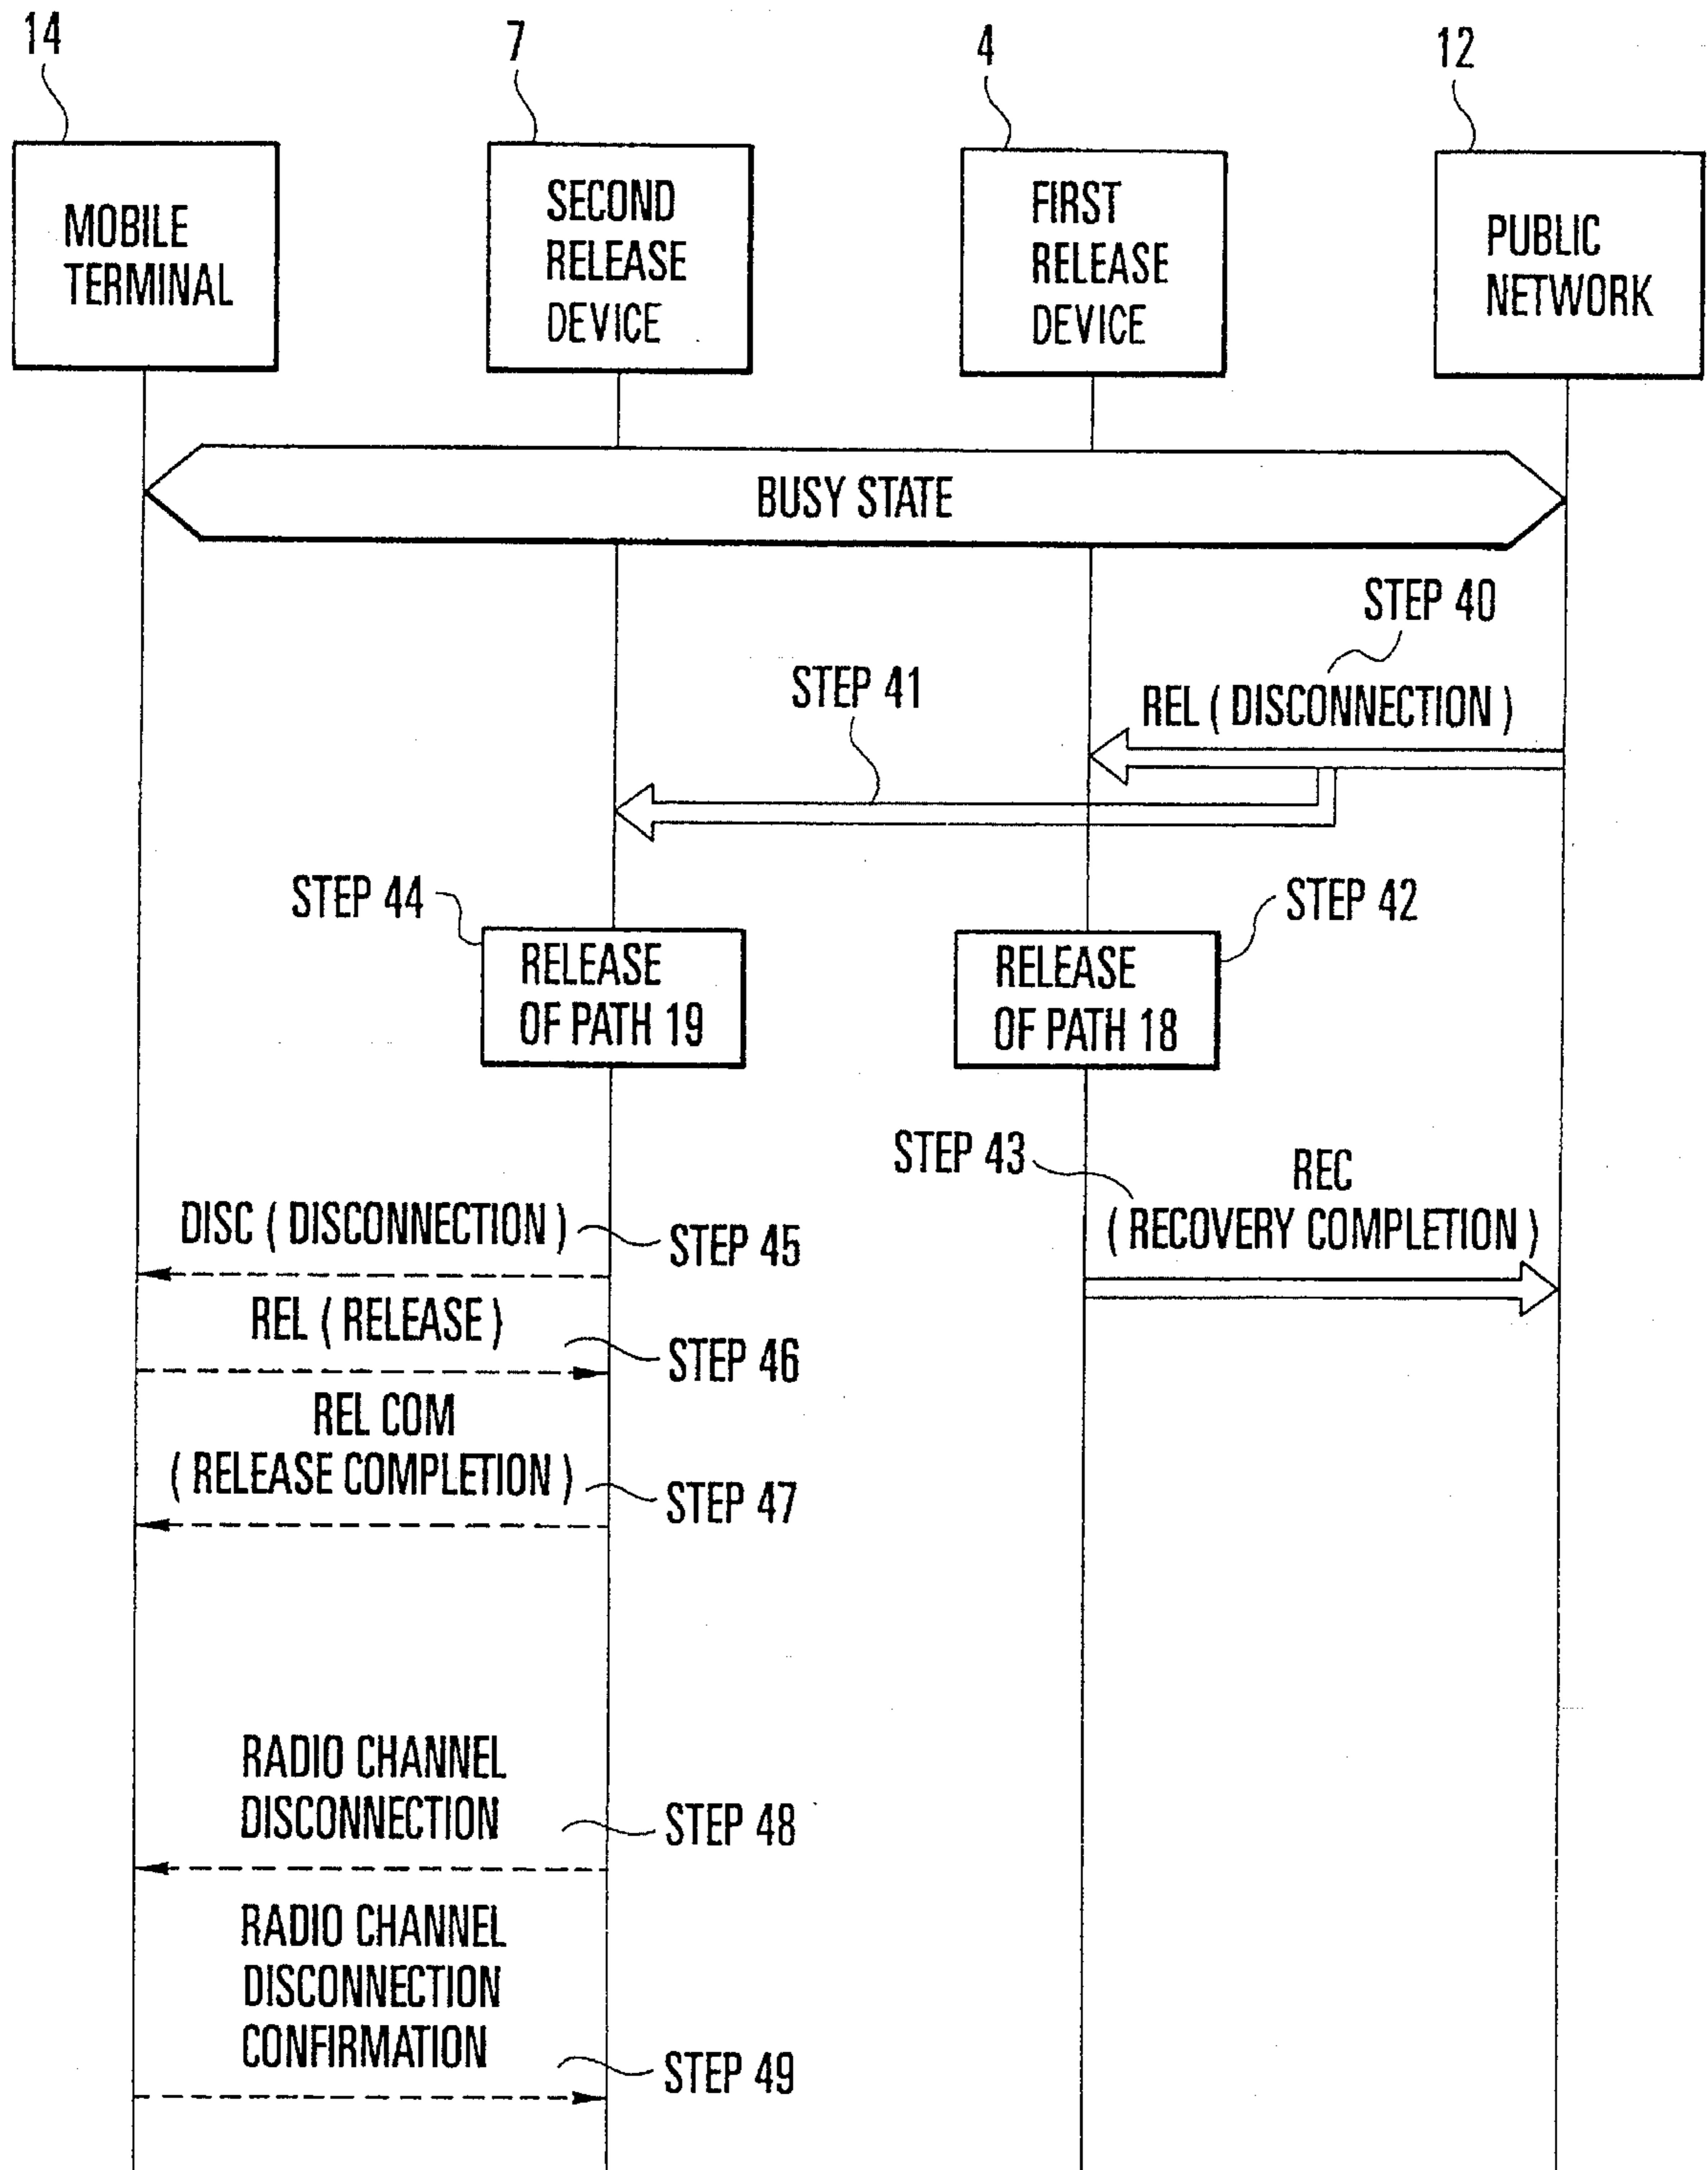 14
7
4
12
MOBILE
TERMINAL
SECOND
RELEASE
DEVICE
FIRST
RELEASE
DEVICE
PUBLIC
NETWORK
BUSY STATE
STEP 40
REL ( DISCONNECTION )
STEP 41
STEP 44
RELEASE
OF PATH 19
STEP 42
RELEASE
OF PATH 18
STEP 43
REC
( RECOVERY COMPLETION )
DISC ( DISCONNECTION )
STEP 45
REL ( RELEASE )
STEP 46
REL COM
( RELEASE COMPLETION )
STEP 47
RADIO CHANNEL
DISCONNECTION
STEP 48
RADIO CHANNEL
DISCONNECTION
CONFIRMATION
STEP 49